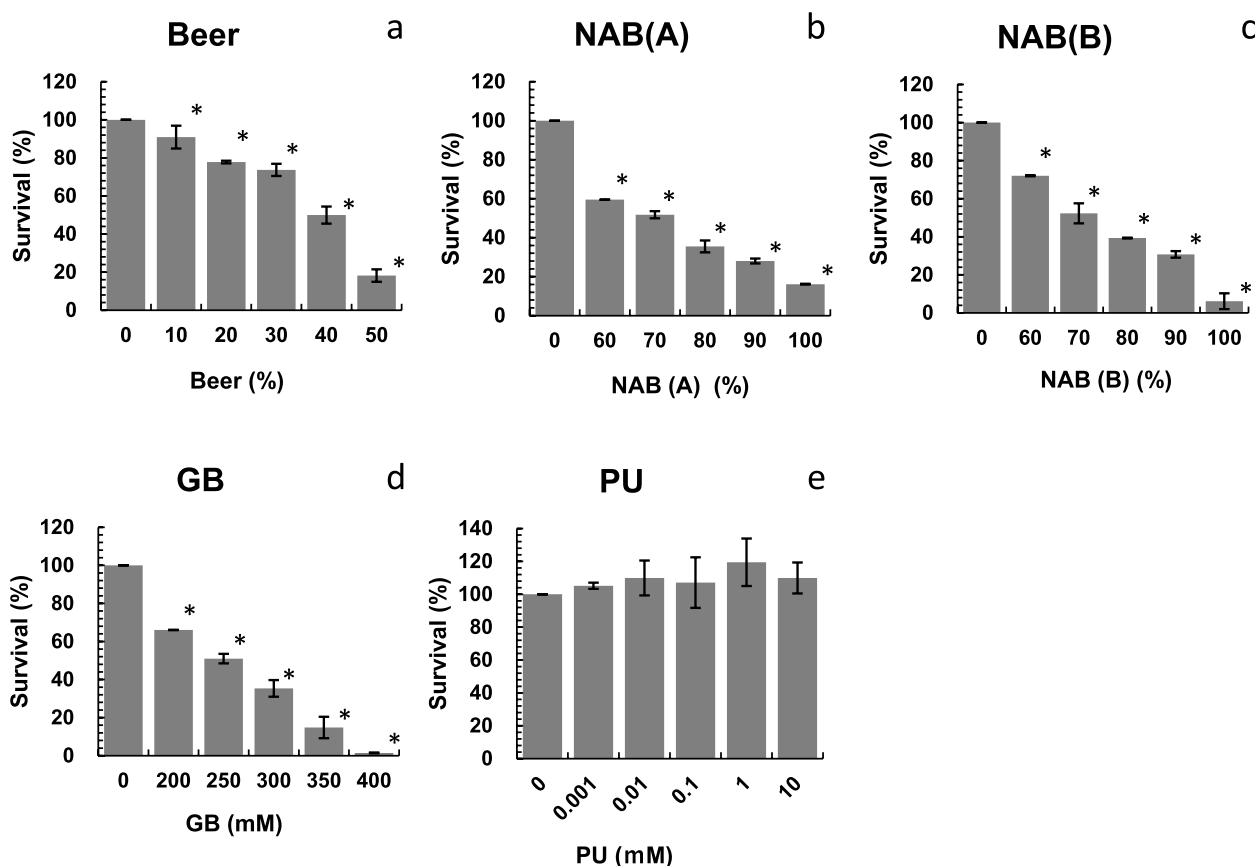 Beer
a
120
100
80
60
40
20
0
Survival (%)
*
*
*
*
*
0 10 20 30 40 50
Beer (%)
NAB(A)
b
120
100
80
60
40
20
0
Survival (%)
*
*
*
*
*
0 60 70 80 90 100
NAB (A) (%)
NAB(B)
c
120
100
80
60
40
20
0
Survival (%)
*
*
*
*
*
0 60 70 80 90 100
NAB (B) (%)
GB
d
120
100
80
60
40
20
0
Survival (%)
*
*
*
*
*
0 200 250 300 350 400
GB (mM)
PU
e
140
120
100
80
60
40
20
0
Survival (%)
0 0.001 0.01 0.1 1 10
PU (mM)